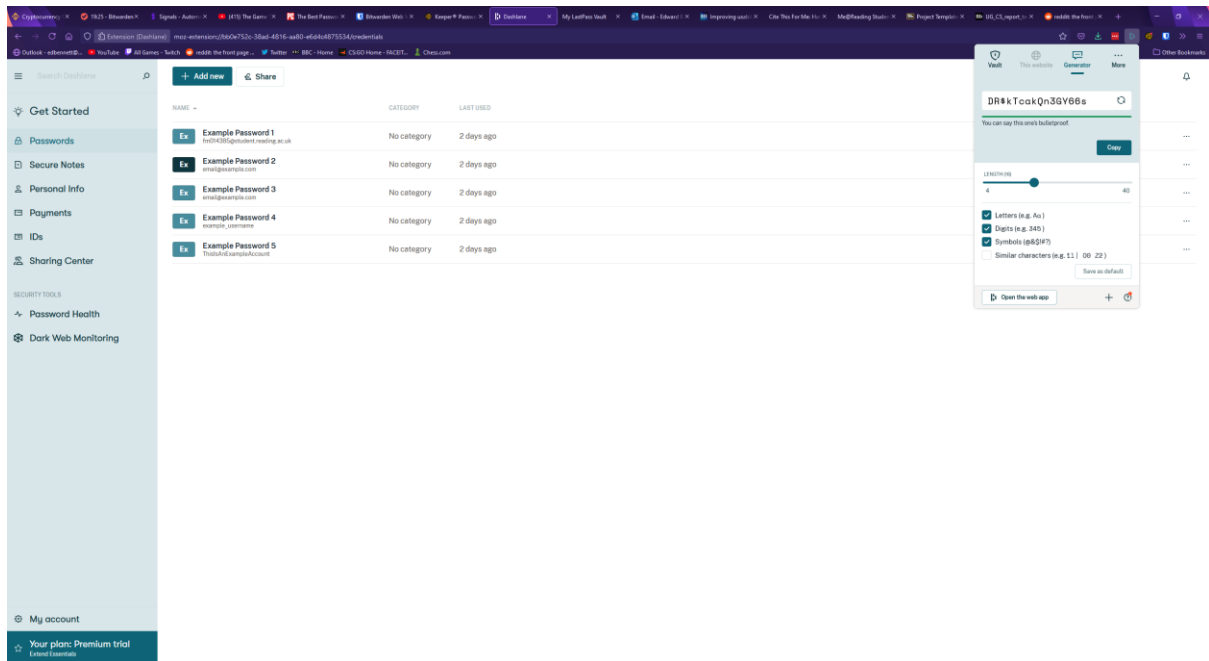 Cryptocurrency
19:25 - Bitwarden
Signals - Autom
(415) The Game
The Best Passwo
Bitwarden Web
Keeper® Passwo
Dashlane
My LastPass Vault
Email - Edward
Improving usab
Cite This For Me:
Me@Reading Stude
Project Templat
UG_CS_report_te
reddit: the front
Extension (Dashlane)
moz-extension://bb0e752c-38ad-4816-aa80-e6d4c4875534/credentials
Outlook - edbennett@...
YouTube
All Games - Twitch
reddit: the front page ...
Twitter
BBC - Home
CS:GO Home - FACEIT...
Chess.com
Other Bookmarks
Search Dashlane
Add new
Share
Vault
This website
Generator
More
Get Started
Passwords
Secure Notes
Personal Info
Payments
IDs
Sharing Center
SECURITY TOOLS
Password Health
Dark Web Monitoring
My account
Your plan: Premium trial
Extend Essentials
NAME CATEGORY LAST USED
Ex Example Password 1 No category 2 days ago
fm014385@student.reading.ac.uk
Ex Example Password 2 No category 2 days ago
email@example.com
Ex Example Password 3 No category 2 days ago
email@example.com
Ex Example Password 4 No category 2 days ago
example_username
Ex Example Password 5 No category 2 days ago
ThisIsAnExampleAccount
DR#kTcakQn3GY66s
You can say this one's bulletproof.
Copy
LENGTH (16)
4 40
Letters (e.g. Aa)
Digits (e.g. 345)
Symbols (@&$!#?)
Similar characters (e.g. 1l| O0 Z2)
Save as default
Open the web app